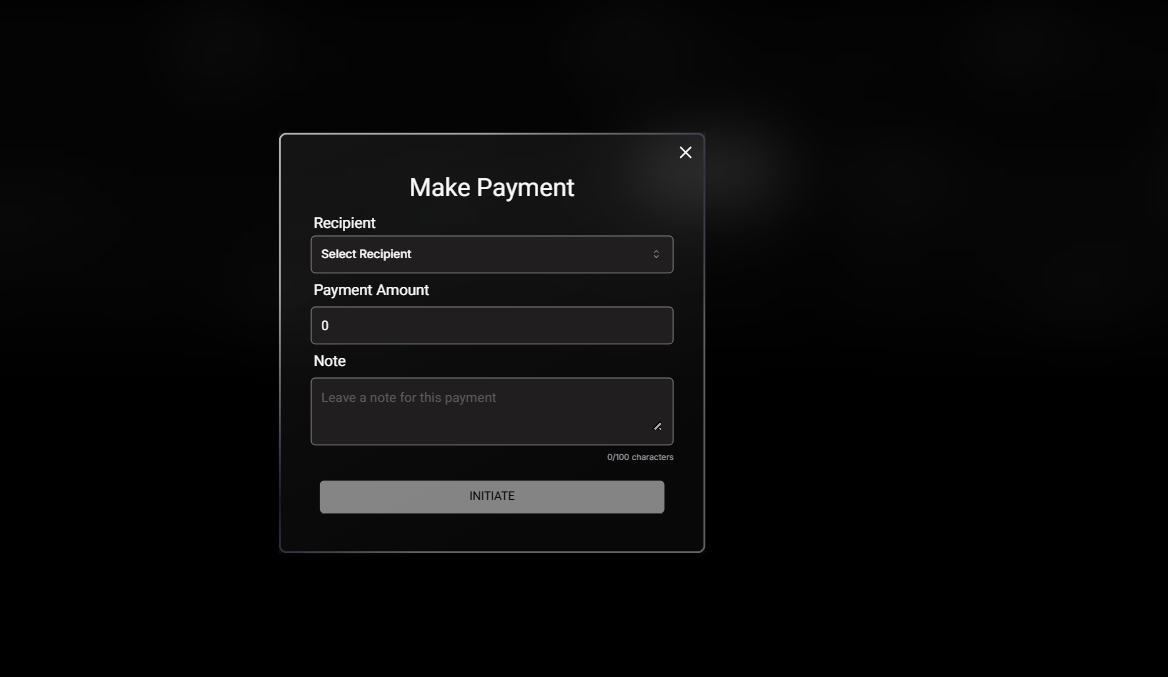 Make Payment
Recipient
Select Recipient
Payment Amount
0
Note
Leave a note for this payment
0/100 characters
INITIATE